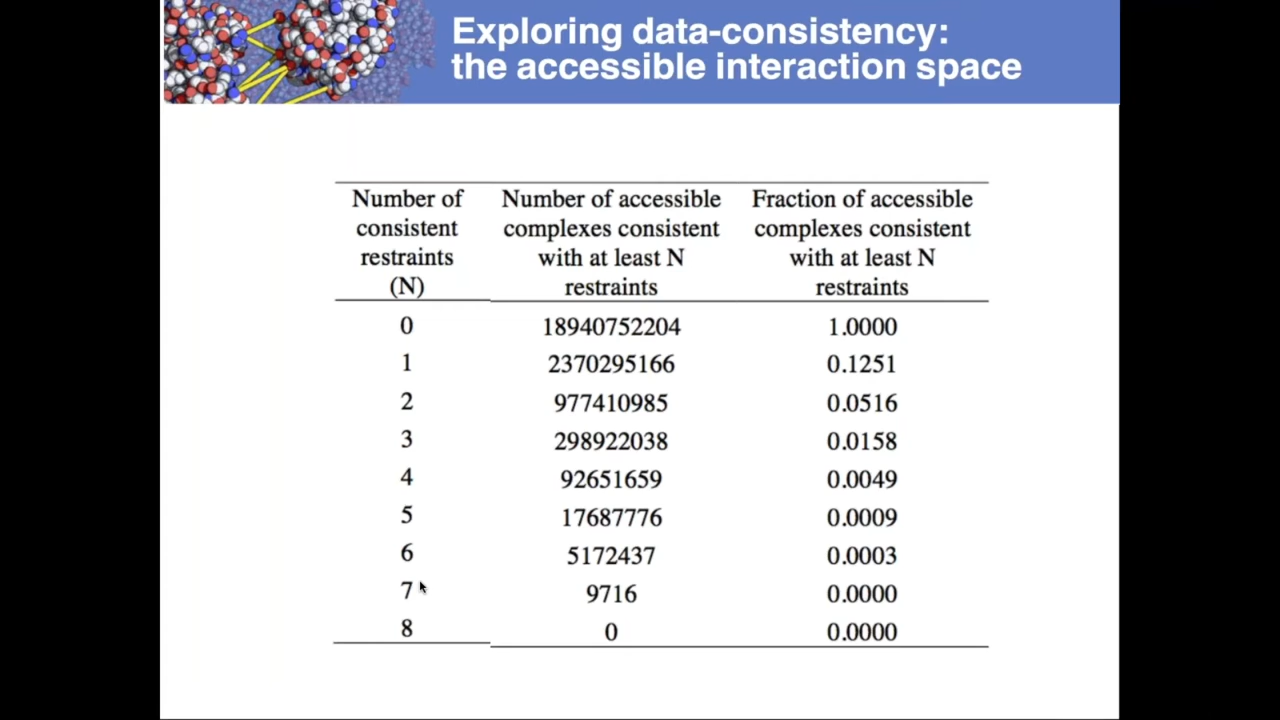 Exploring data-consistency:
the accessible interaction space
Number of consistent restraints (N) Number of accessible complexes consistent with at least N restraints Fraction of accessible complexes consistent with at least N restraints
0 18940752204 1.0000
1 2370295166 0.1251
2 977410985 0.0516
3 298922038 0.0158
4 92651659 0.0049
5 17687776 0.0009
6 5172437 0.0003
7 9716 0.0000
8 0 0.0000